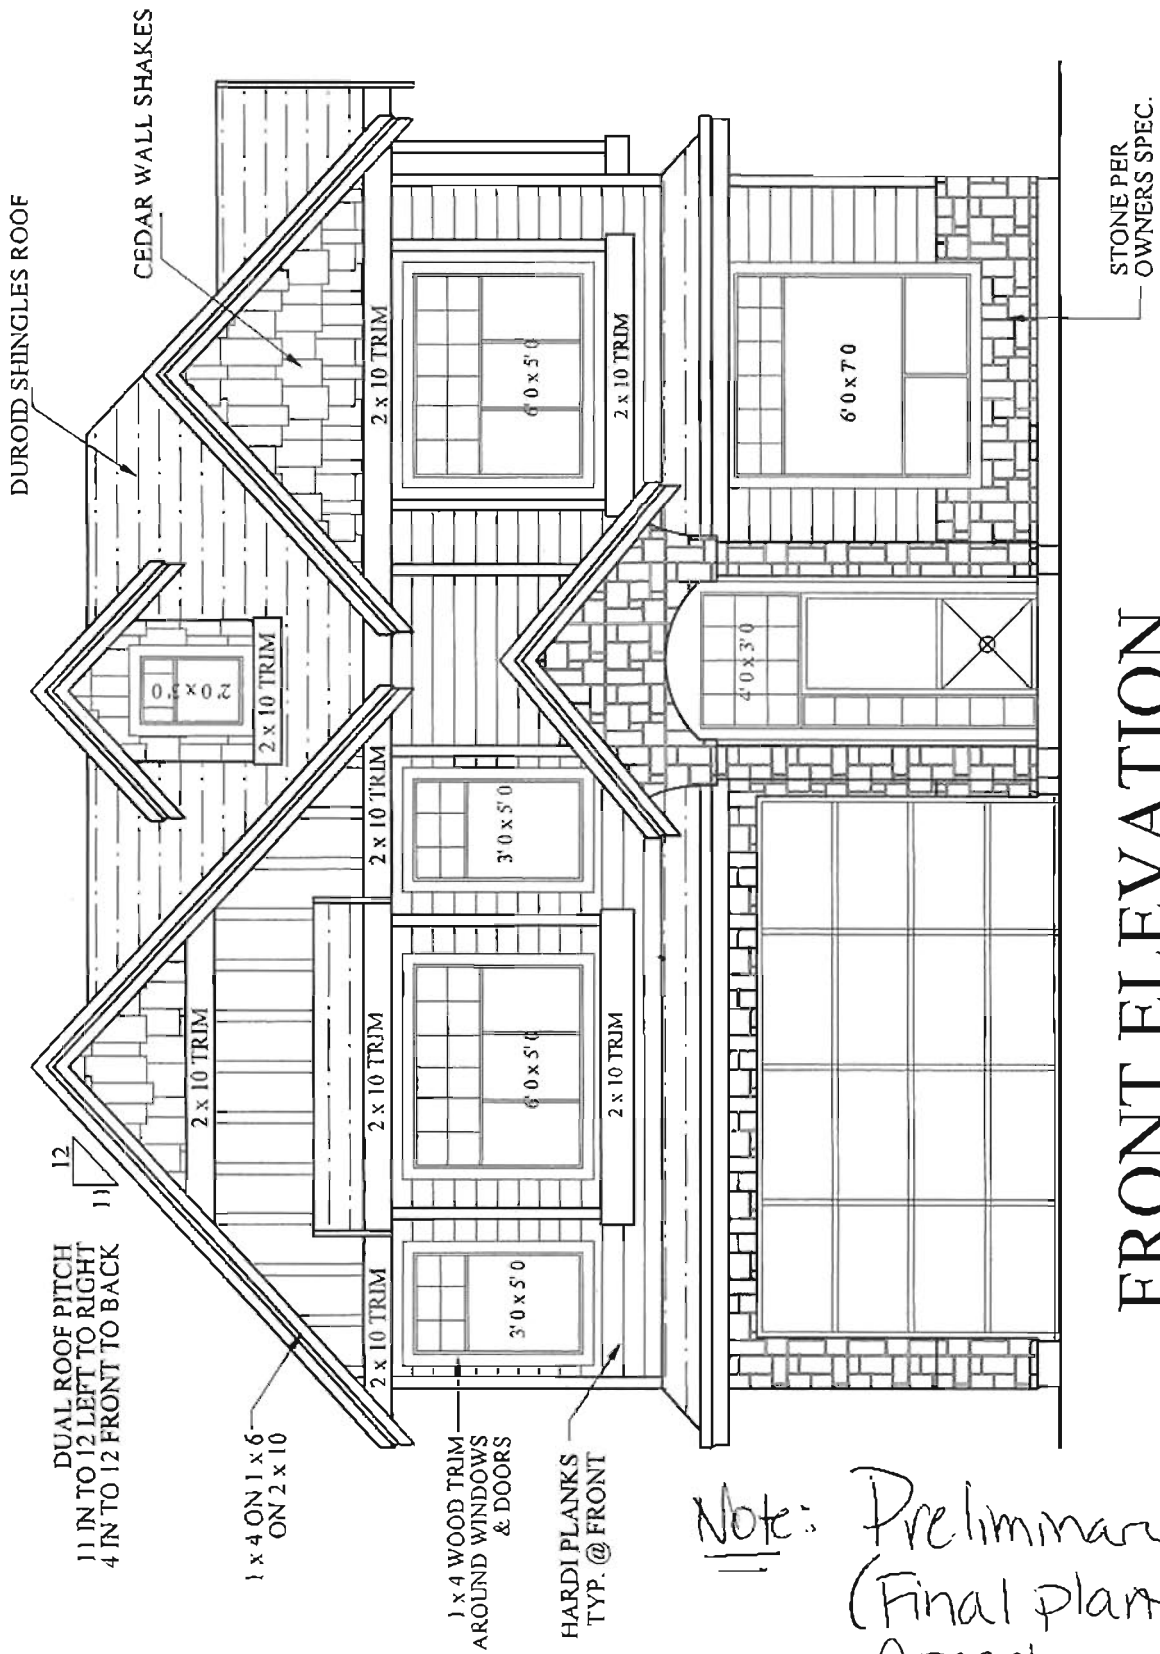 DUROID SHINGLES ROOF
CEDAR WALL SHAKES
DUAL ROOF PITCH
11 IN TO 12 LEFT TO RIGHT
4 IN TO 12 FRONT TO BACK
12
11
1 x 4 ON 1 x 6
ON 2 x 10
1 x 4 WOOD TRIM
AROUND WINDOWS
& DOORS
HARDI PLANKS
TYP. @ FRONT
2 x 10 TRIM
2'0 x 3'0
2 x 10 TRIM
2 x 10 TRIM
2 x 10 TRIM
2 x 10 TRIM
2 x 10 TRIM
3'0 x 5'0
6'0 x 5'0
3'0 x 5'0
6'0 x 5'0
2 x 10 TRIM
2 x 10 TRIM
4'0 x 3'0
6'0 x 7'0
STONE PER
OWNERS SPEC.
FRONT ELEVATION
Note: Preliminar
(Final plan